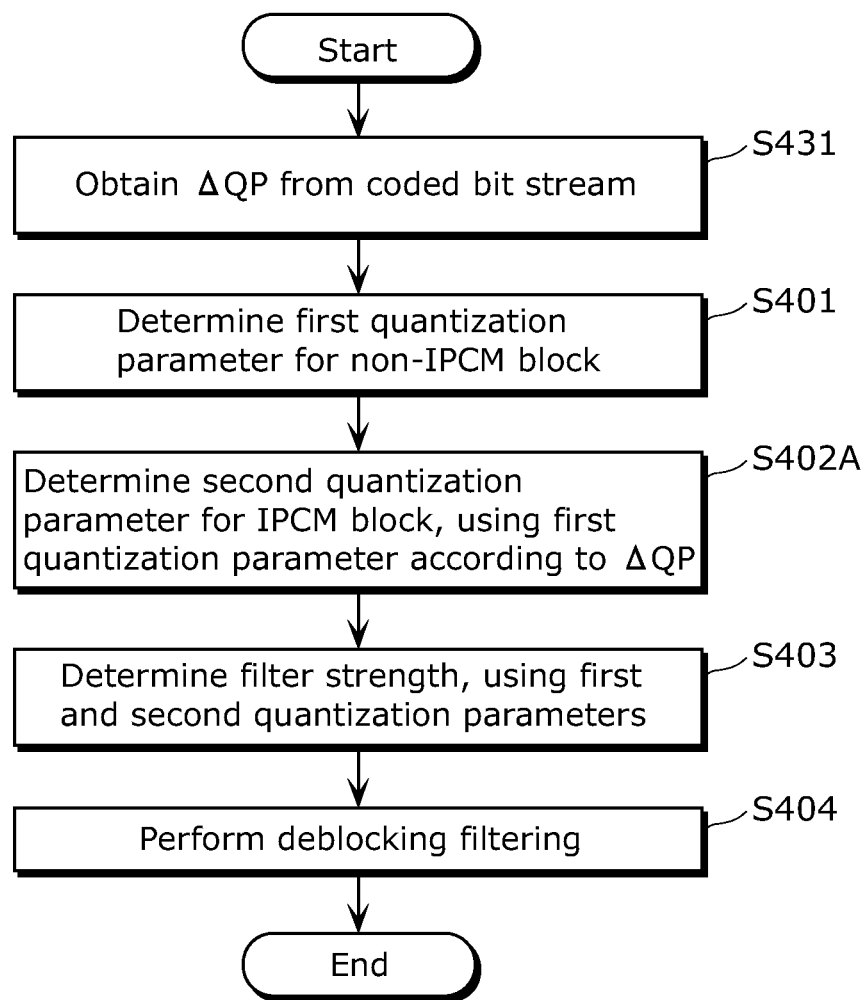 Start
S431
Obtain ΔQP from coded bit stream
S401
Determine first quantization
parameter for non-IPCM block
S402A
Determine second quantization
parameter for IPCM block, using first
quantization parameter according to ΔQP
S403
Determine filter strength, using first
and second quantization parameters
S404
Perform deblocking filtering
End